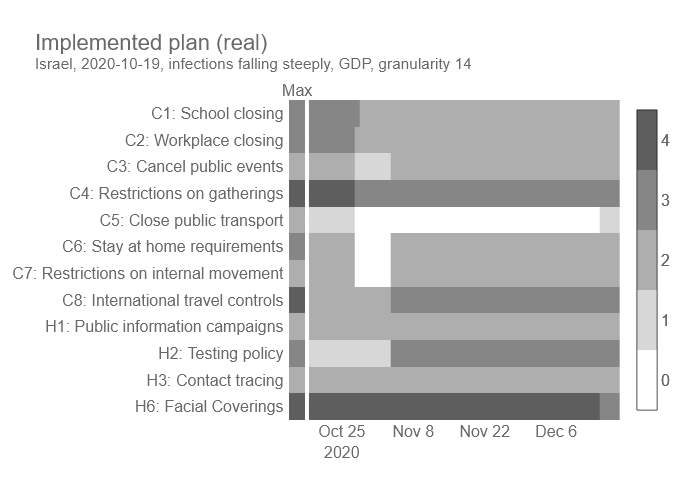 Implemented plan (real)
Israel, 2020-10-19, infections falling steeply, GDP, granularity 14
Max
C1: School closing
C2: Workplace closing
C3: Cancel public events
C4: Restrictions on gatherings
C5: Close public transport
C6: Stay at home requirements
C7: Restrictions on internal movement
C8: International travel controls
H1: Public information campaigns
H2: Testing policy
H3: Contact tracing
H6: Facial Coverings
4
3
2
1
0
Oct 25 Nov 8 Nov 22 Dec 6
2020